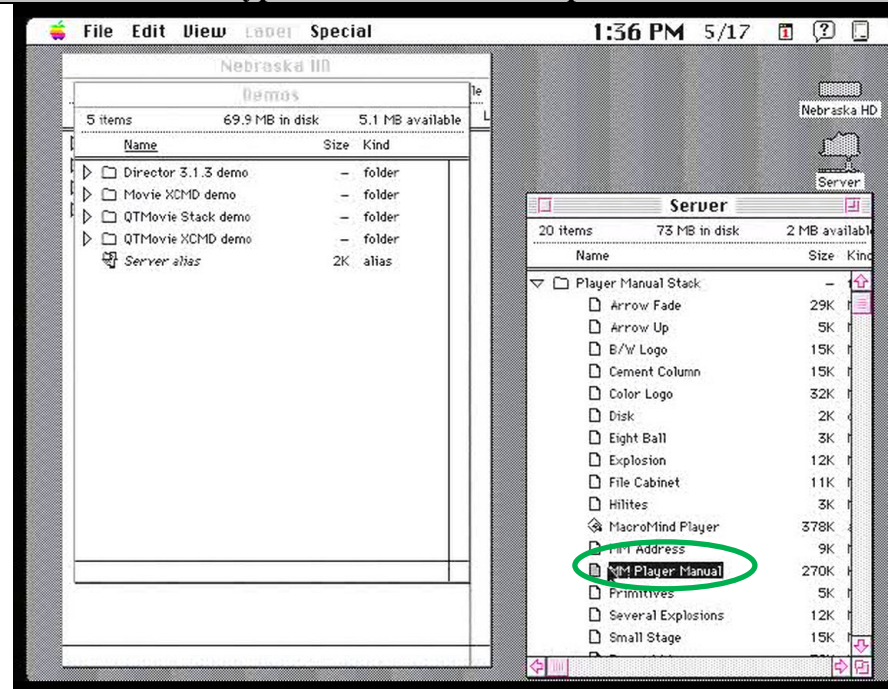 File Edit View Label Special 1:36 PM 5/17
Nebraska HD
Demos
5 items 69.9 MB in disk 5.1 MB available
Name Size Kind
Director 3.1.3 demo – folder
Movie XCMD demo – folder
QTMovie Stack demo – folder
QTMovie XCMD demo – folder
Server alias 2K alias
Nebraska HD
Server
Server
20 items 73 MB in disk 2 MB availabl
Name Size Kind
Player Manual Stack –
Arrow Fade 29K
Arrow Up 5K
B/W Logo 15K
Cement Column 15K
Color Logo 32K
Disk 2K
Eight Ball 3K
Explosion 12K
File Cabinet 11K
Hilites 3K
MacroMind Player 378K
MM Address 9K
MM Player Manual 270K
Primitives 5K
Several Explosions 12K
Small Stage 15K